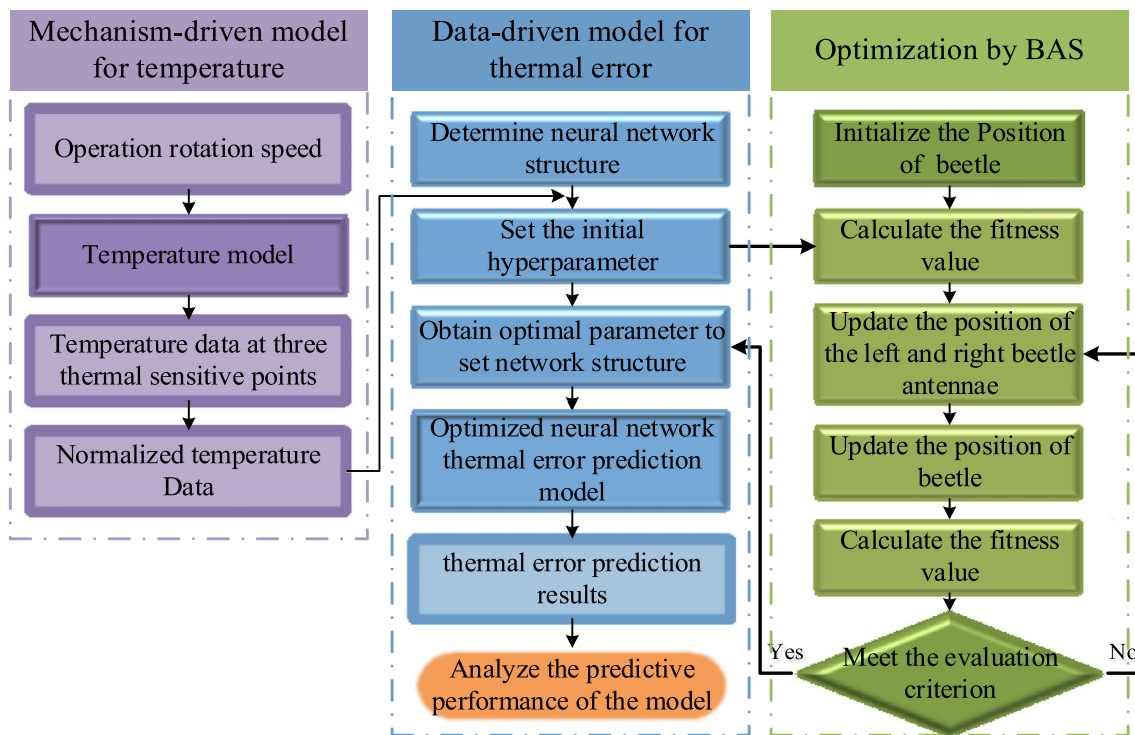 Mechanism-driven model
for temperature
Operation rotation speed
Temperature model
Temperature data at three
thermal sensitive points
Normalized temperature
Data
Data-driven model for
thermal error
Determine neural network
structure
Set the initial
hyperparameter
Obtain optimal parameter to
set network structure
Optimized neural network
thermal error prediction
model
thermal error prediction
results
Analyze the predictive
performance of the model
Optimization by BAS
Initialize the Position
of beetle
Calculate the fitness
value
Update the position of
the left and right beetle
antennae
Update the position of
beetle
Calculate the fitness
value
Meet the evaluation
criterion
Yes
No